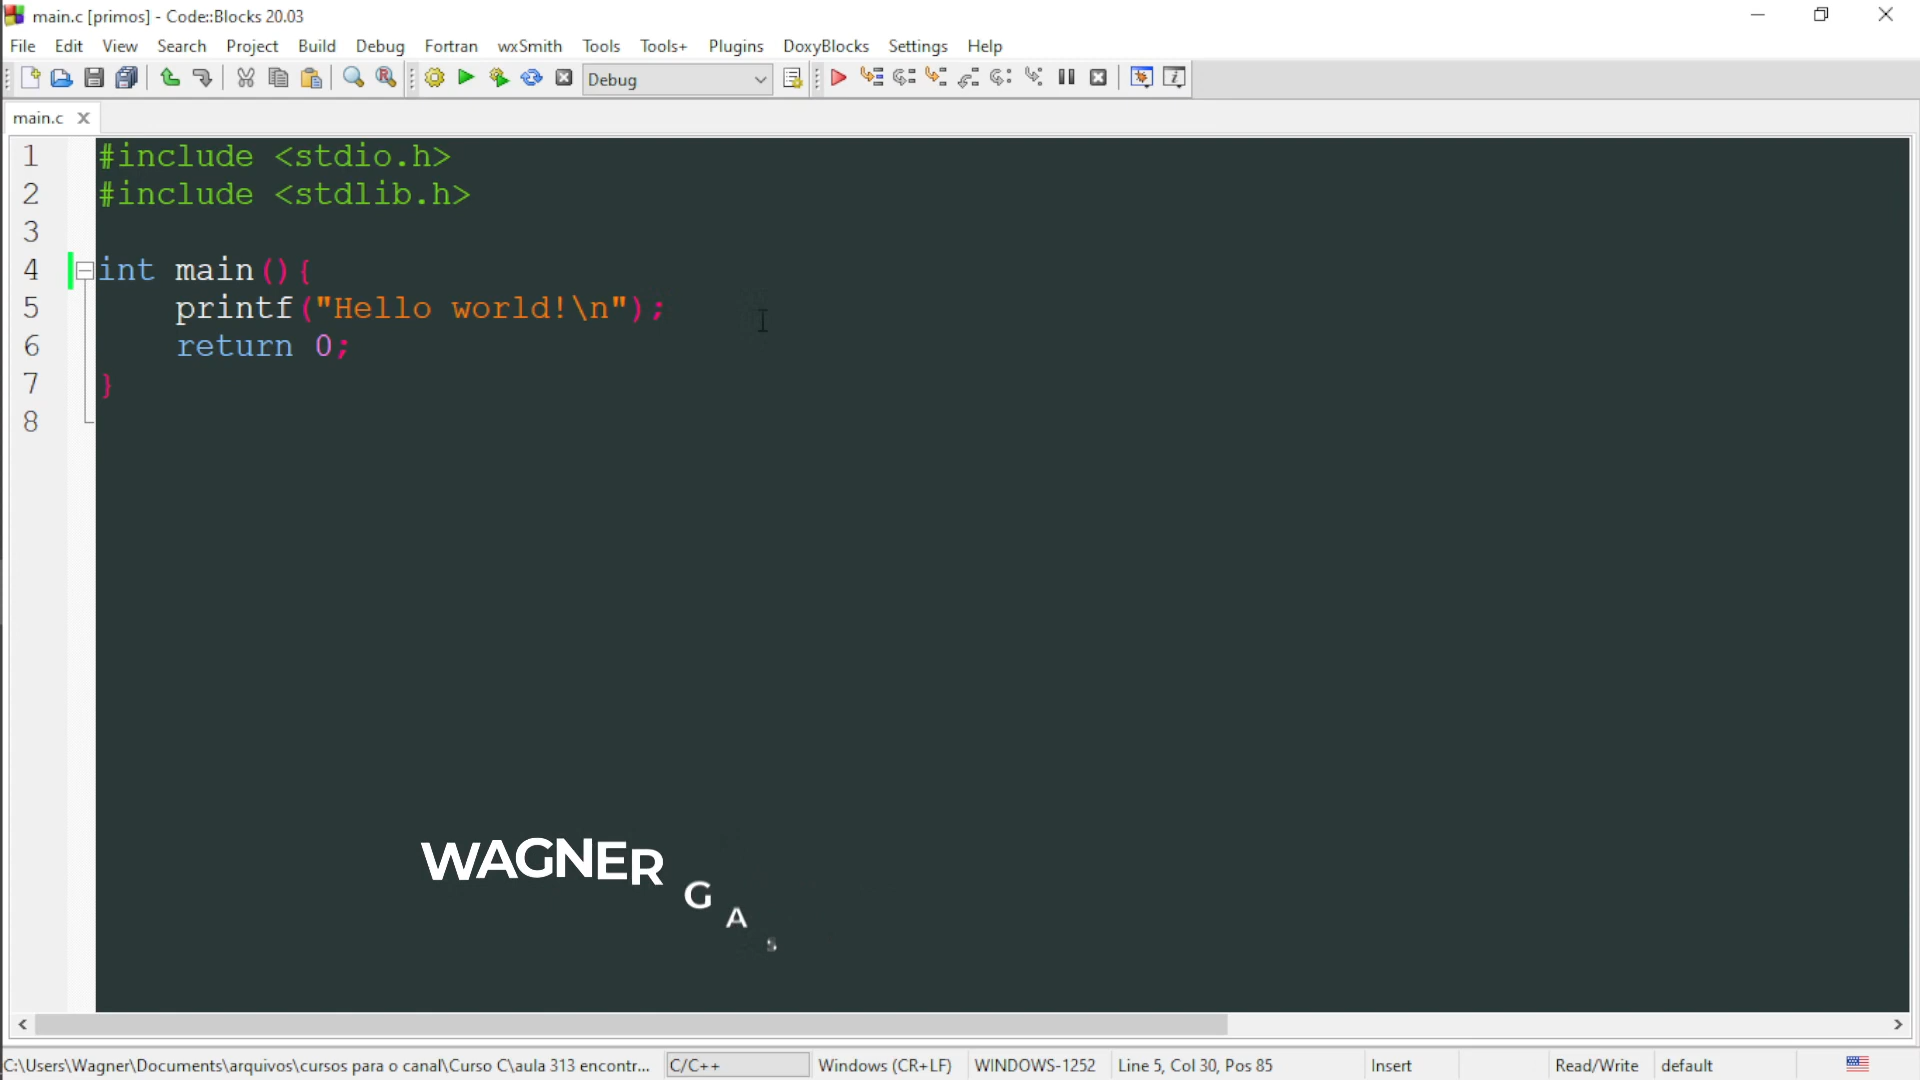 main.c [primos] - Code::Blocks 20.03
File Edit View Search Project Build Debug Fortran wxSmith Tools Tools+ Plugins DoxyBlocks Settings Help
Debug
main.c
1 #include <stdio.h>
2 #include <stdlib.h>
3
4 int main(){
5     printf("Hello world!\n");
6     return 0;
7 }
8
WAGNER GAS
C:\Users\Wagner\Documents\arquivos\cursos para o canal\Curso C\aula 313 encontr... C/C++ Windows (CR+LF) WINDOWS-1252 Line 5, Col 30, Pos 85 Insert Read/Write default